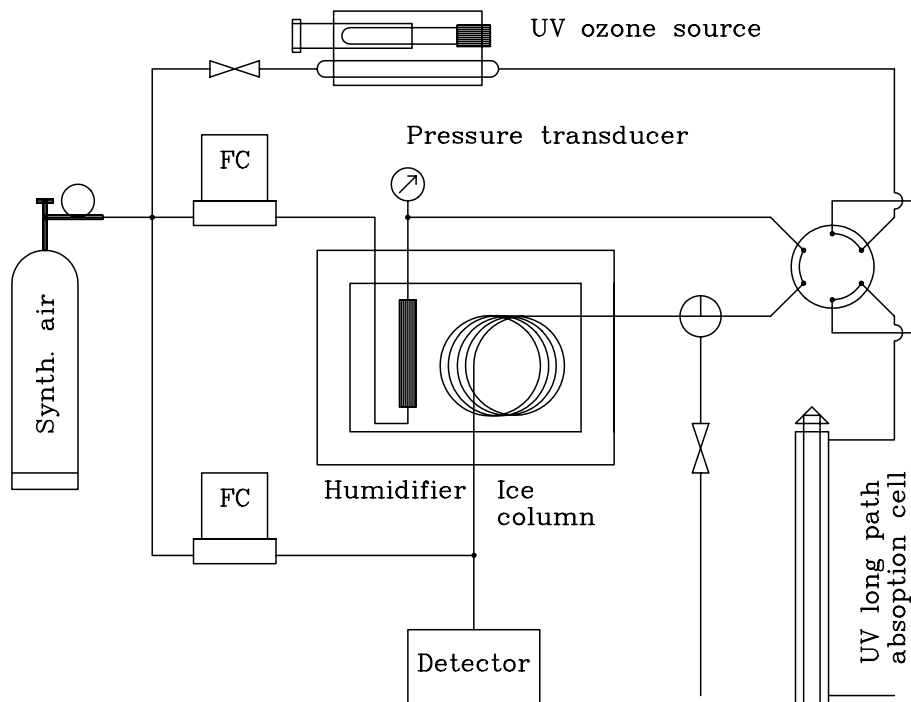 UV ozone source
Pressure transducer
FC
Synth. air
Humidifier
Ice
column
FC
UV long path
absoption cell
Detector